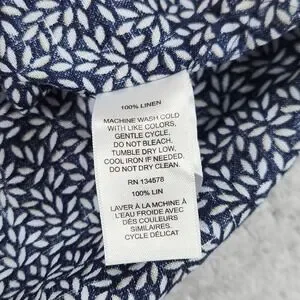 100% LINEN
MACHINE WASH COLD
WITH LIKE COLORS,
GENTLE CYCLE.
DO NOT BLEACH.
TUMBLE DRY LOW.
COOL IRON IF NEEDED.
DO NOT DRY CLEAN.
RN 134578
100% LIN
LAVER À LA MACHINE À
L'EAU FROIDE AVEC
DES COULEURS
SIMILAIRES.
CYCLE DÉLICAT